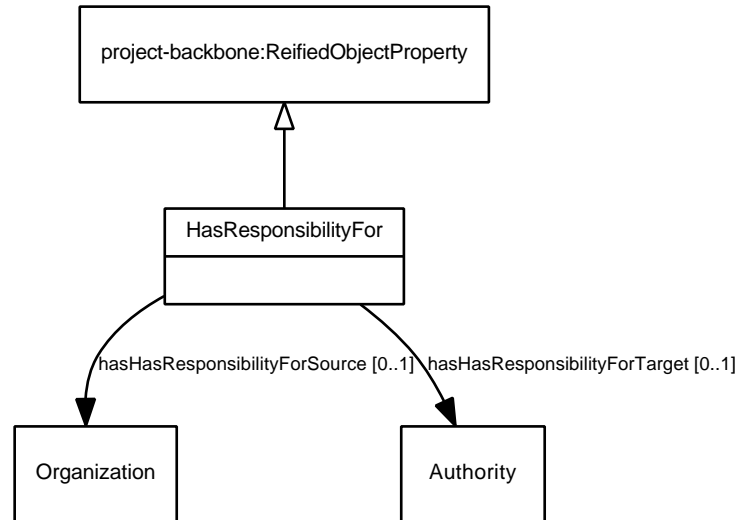 project-backbone:ReifiedObjectProperty
HasResponsibilityFor
hasHasResponsibilityForSource [0..1]
hasHasResponsibilityForTarget [0..1]
Organization
Authority